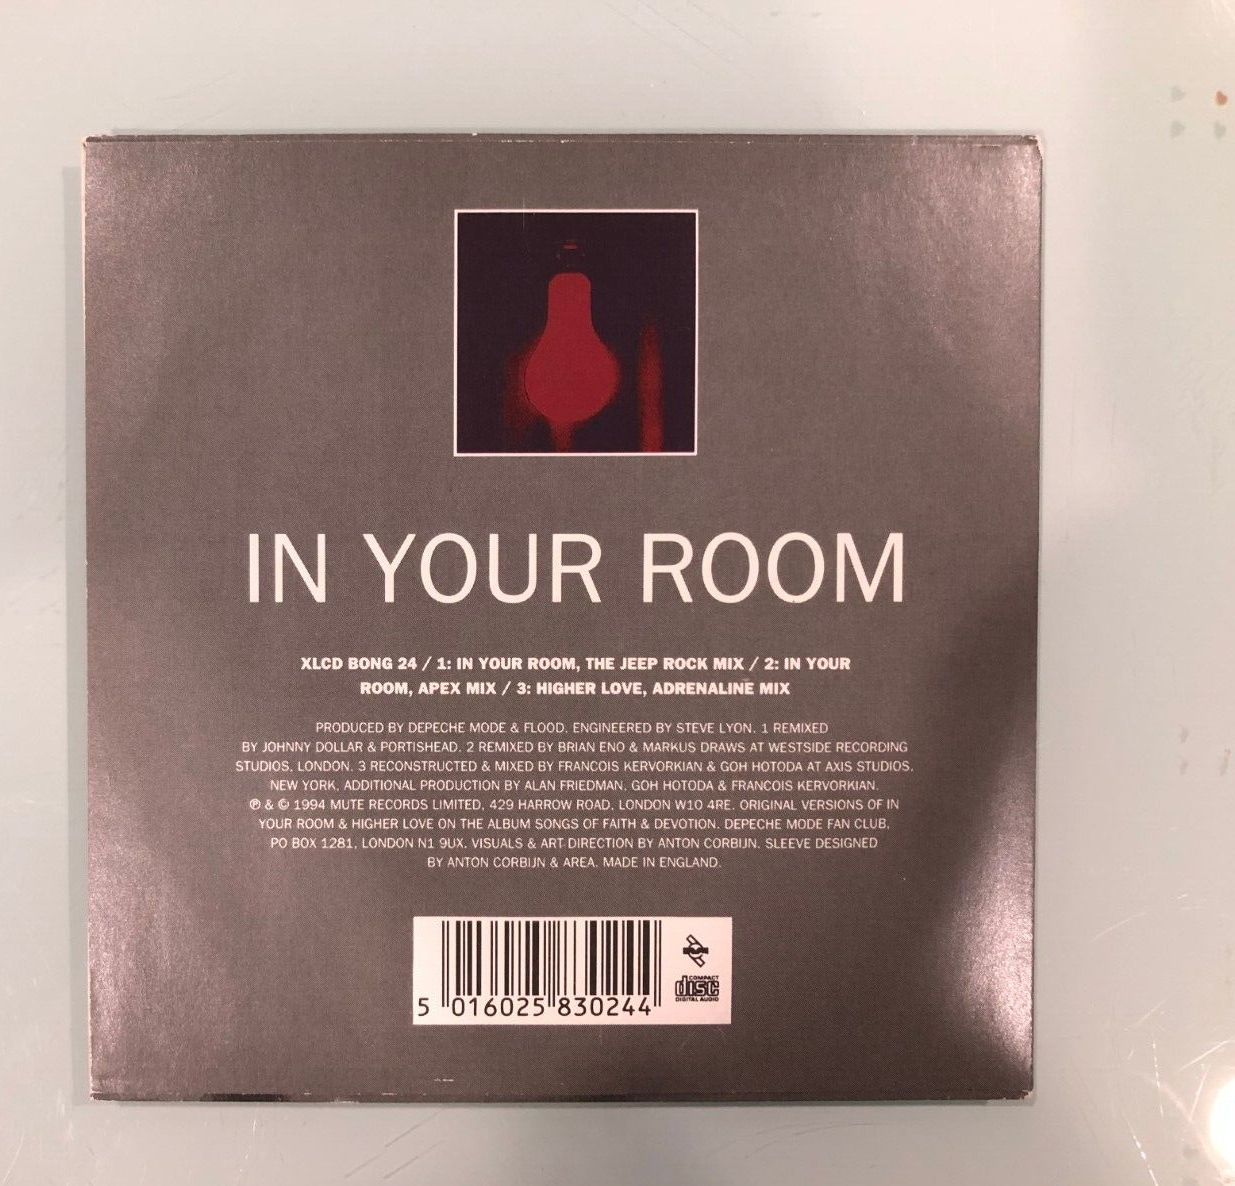 IN YOUR ROOM
XLCD BONG 24 / 1: IN YOUR ROOM, THE JEEP ROCK MIX / 2: IN YOUR
ROOM, APEX MIX / 3: HIGHER LOVE, ADRENALINE MIX
PRODUCED BY DEPECHE MODE & FLOOD. ENGINEERED BY STEVE LYON. 1 REMIXED
BY JOHNNY DOLLAR & PORTISHEAD. 2 REMIXED BY BRIAN ENO & MARKUS DRAWS AT WESTSIDE RECORDING
STUDIOS, LONDON. 3 RECONSTRUCTED & MIXED BY FRANCOIS KERVORKIAN & GOH HOTODA AT AXIS STUDIOS,
NEW YORK, ADDITIONAL PRODUCTION BY ALAN FRIEDMAN, GOH HOTODA & FRANCOIS KERVORKIAN.
℗ & © 1994 MUTE RECORDS LIMITED, 429 HARROW ROAD, LONDON W10 4RE. ORIGINAL VERSIONS OF IN
YOUR ROOM & HIGHER LOVE ON THE ALBUM SONGS OF FAITH & DEVOTION. DEPECHE MODE FAN CLUB,
PO BOX 1281, LONDON N1 9UX. VISUALS & ART DIRECTION BY ANTON CORBIJN. SLEEVE DESIGNED
BY ANTON CORBIJN & AREA. MADE IN ENGLAND.
COMPACT
disc
DIGITAL AUDIO
5 016025 830244